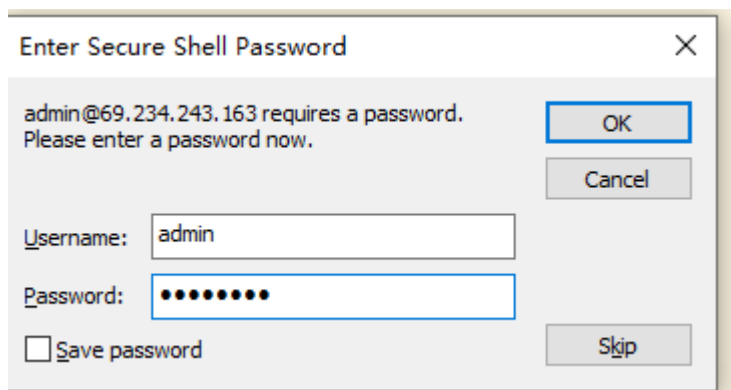 Enter Secure Shell Password
admin@69.234.243.163 requires a password.
Please enter a password now.
OK
Cancel
Username: admin
Password: ●●●●●●●●
Save password
Skip